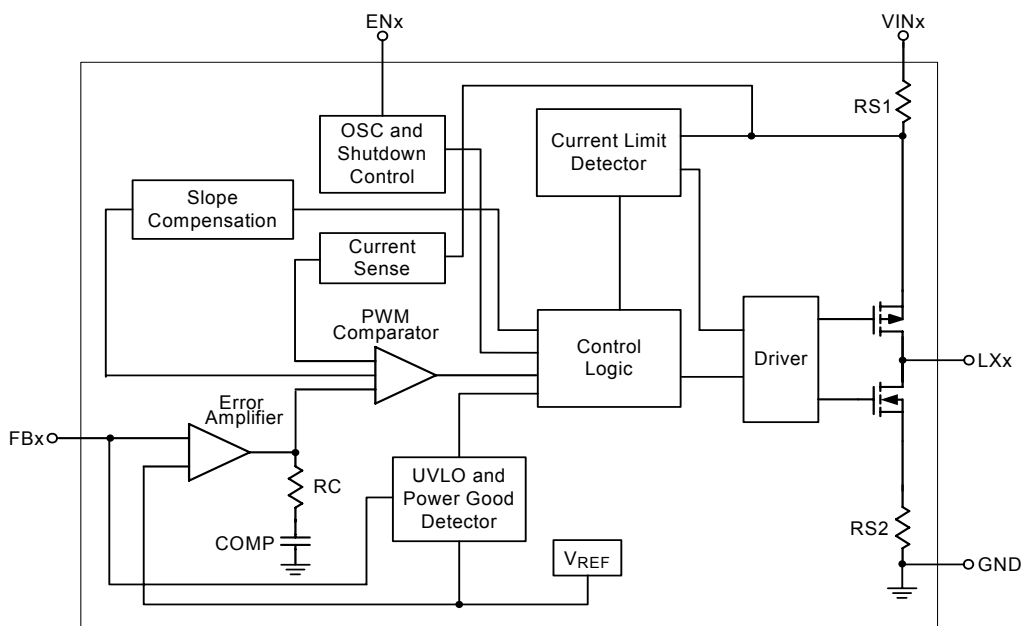 ENx
VINx
RS1
OSC and
Shutdown
Control
Current Limit
Detector
Slope
Compensation
Current
Sense
PWM
Comparator
Control
Logic
Driver
LXx
Error
Amplifier
FBx
RC
UVLO and
Power Good
Detector
COMP
VREF
RS2
GND